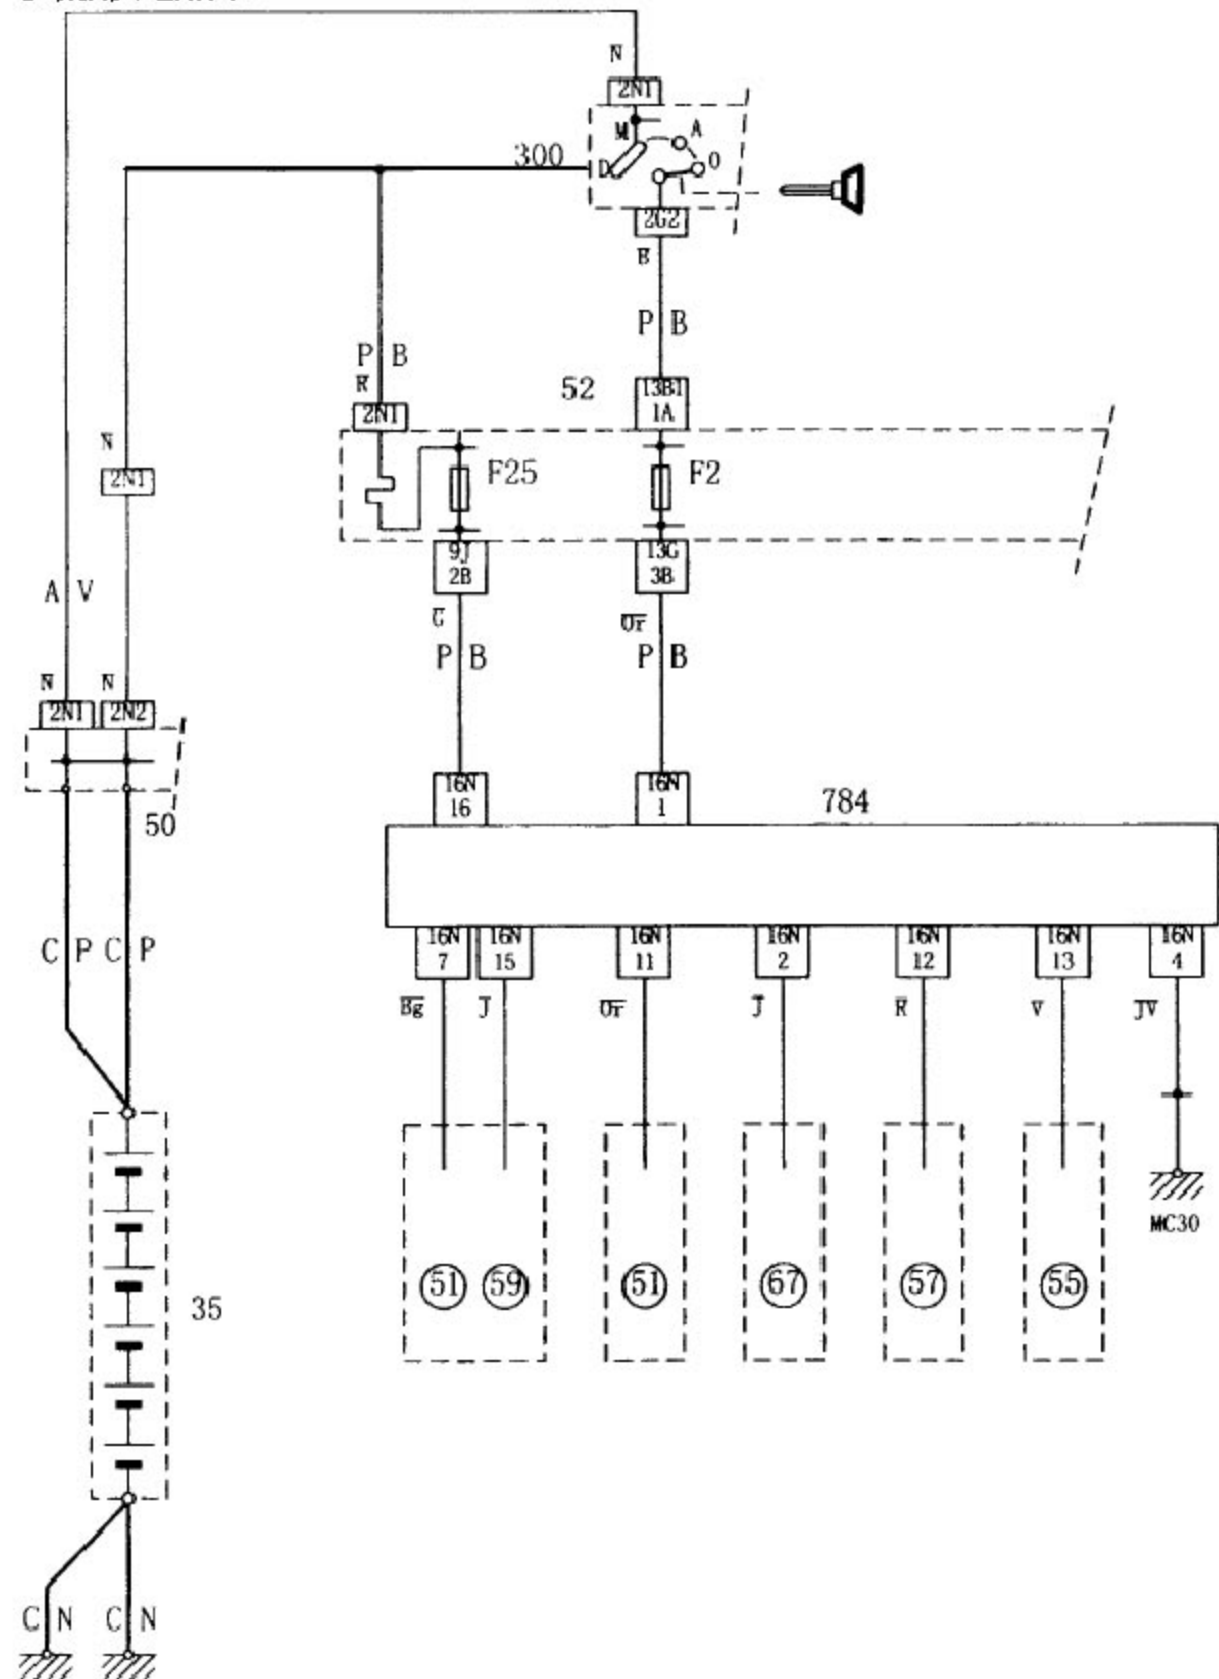 N
2N1
M
A
300
D
O
2G2
E
P B
P B
R
52
13B1
1A
2N1
N
2N1
F25
F2
9J
2B
13G
3B
A V
G
Or
P B
P B
N
N
2N1
2N2
16N
16
16N
1
784
50
16N
7
16N
15
16N
11
16N
2
16N
12
16N
13
16N
4
C P C P
Bg
J
Or
J
R
V
JV
MC30
51
59
51
67
57
55
35
C N C N